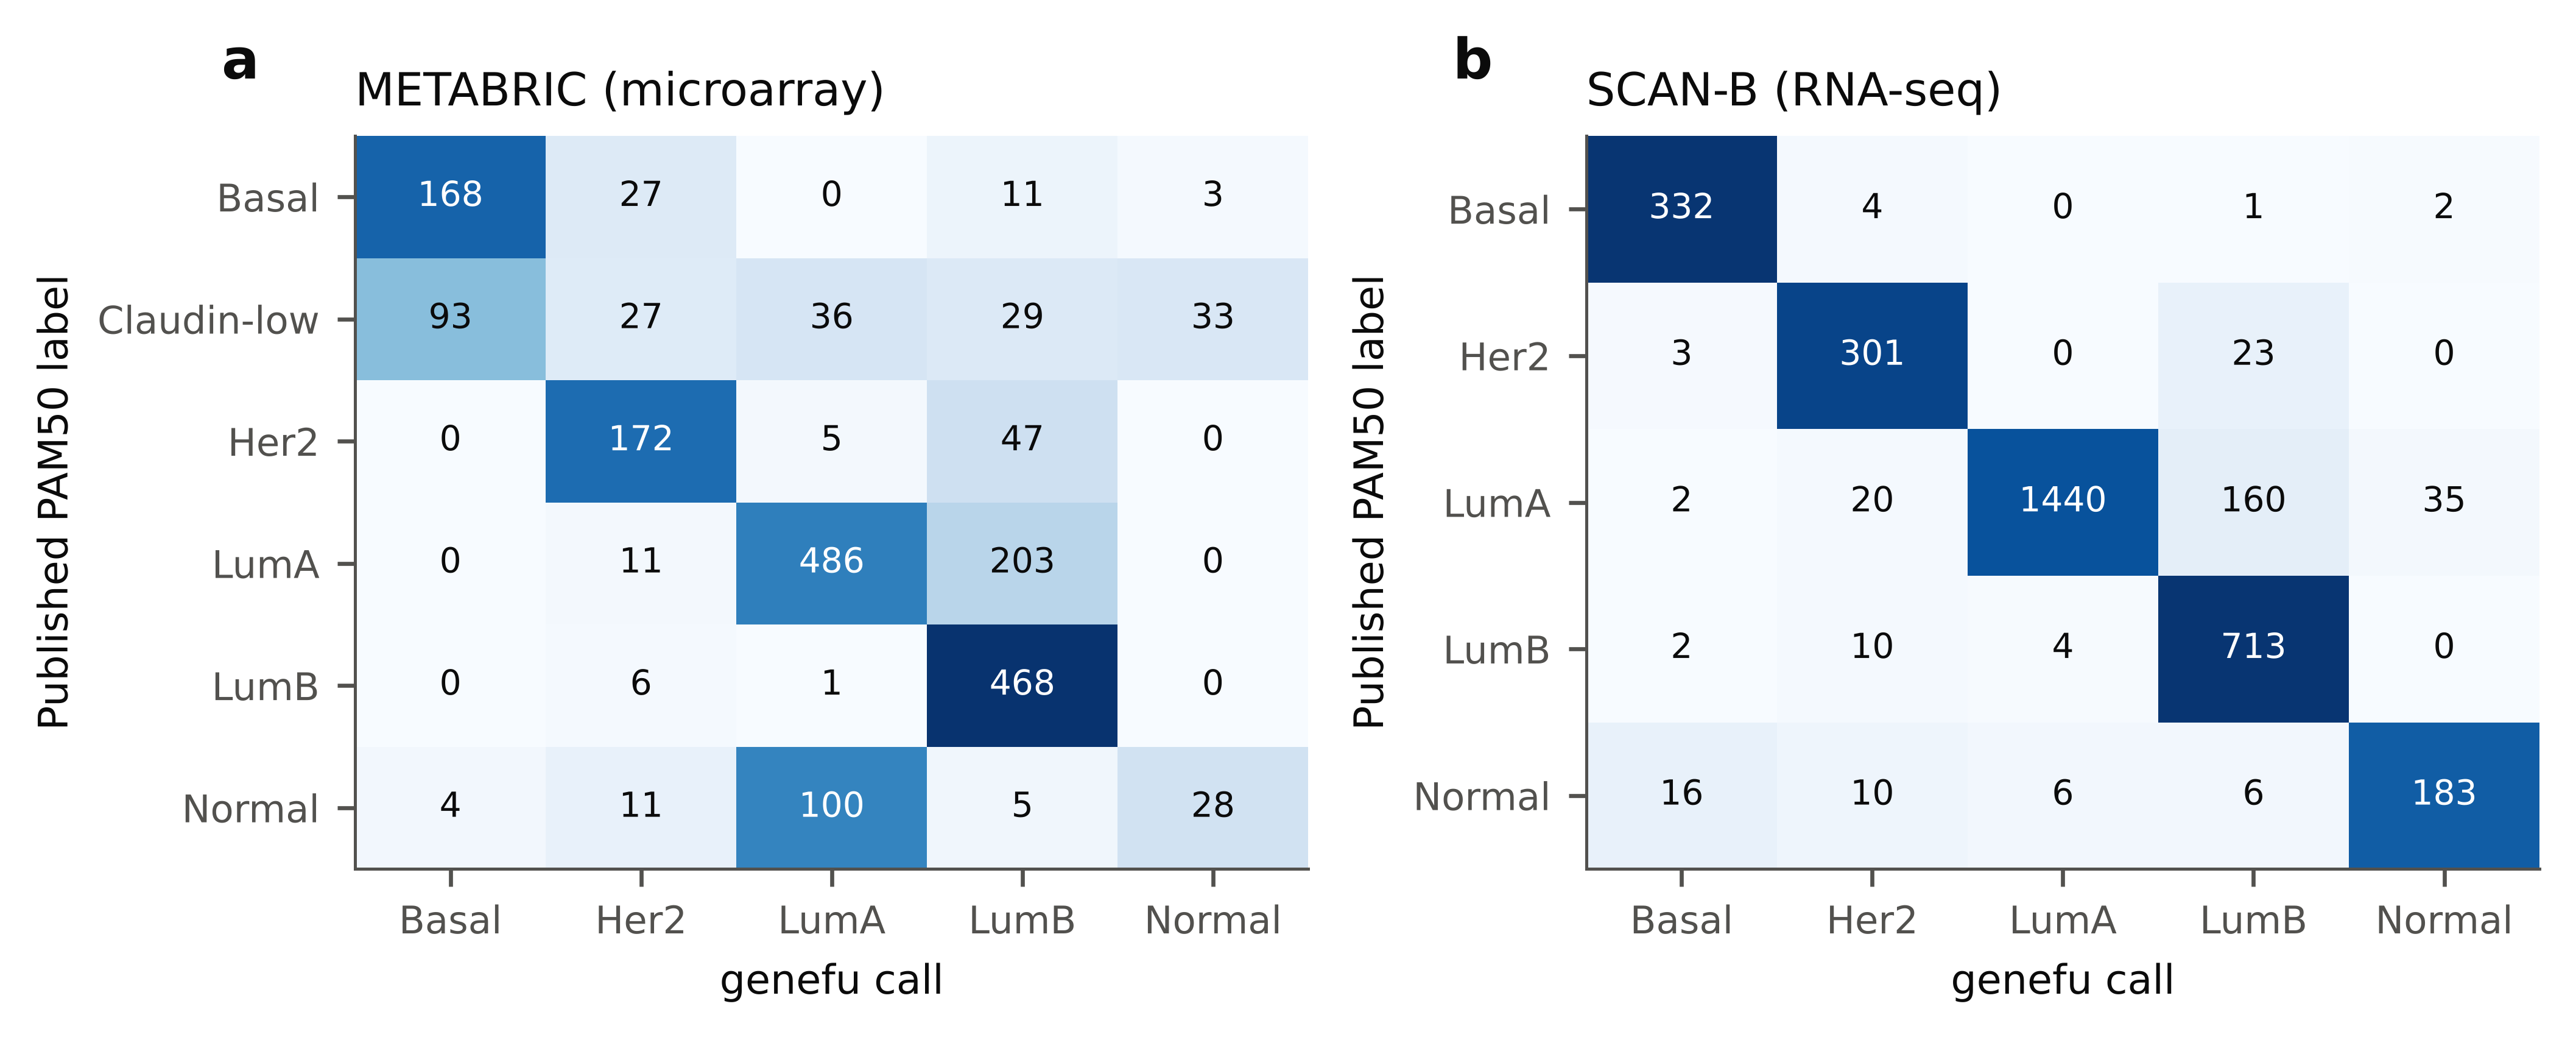 a
METABRIC (microarray)
Published PAM50 label
Basal 168 27 0 11 3
Claudin-low 93 27 36 29 33
Her2 0 172 5 47 0
LumA 0 11 486 203 0
LumB 0 6 1 468 0
Normal 4 11 100 5 28
Basal Her2 LumA LumB Normal
genefu call
b
SCAN-B (RNA-seq)
Published PAM50 label
Basal 332 4 0 1 2
Her2 3 301 0 23 0
LumA 2 20 1440 160 35
LumB 2 10 4 713 0
Normal 16 10 6 6 183
Basal Her2 LumA LumB Normal
genefu call